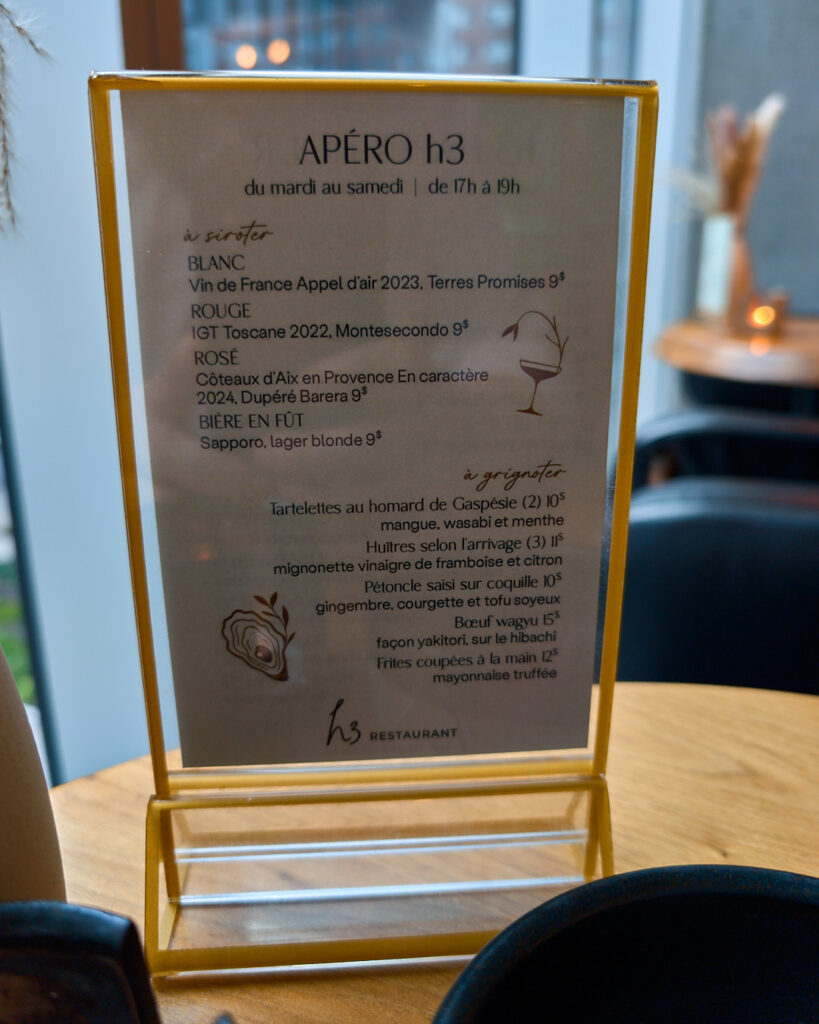 APÉRO h3
du mardi au samedi | de 17h à 19h
à siroter
BLANC
Vin de France Appel d'air 2023, Terres Promises 9$
ROUGE
IGT Toscane 2022, Montesecondo 9$
ROSÉ
Côteaux d'Aix en Provence En caractère
2024, Dupéré Barera 9$
BIÈRE EN FÛT
Sapporo, lager blonde 9$
à grignoter
Tartelettes au homard de Gaspésie (2) 10$
mangue, wasabi et menthe
Huîtres selon l'arrivage (3) 11$
mignonette vinaigre de framboise et citron
Pétoncle saisi sur coquille 10$
gingembre, courgette et tofu soyeux
Bœuf wagyu 15$
façon yakitori, sur le hibachi
Frites coupées à la main 12$
mayonnaise truffée
h3 RESTAURANT